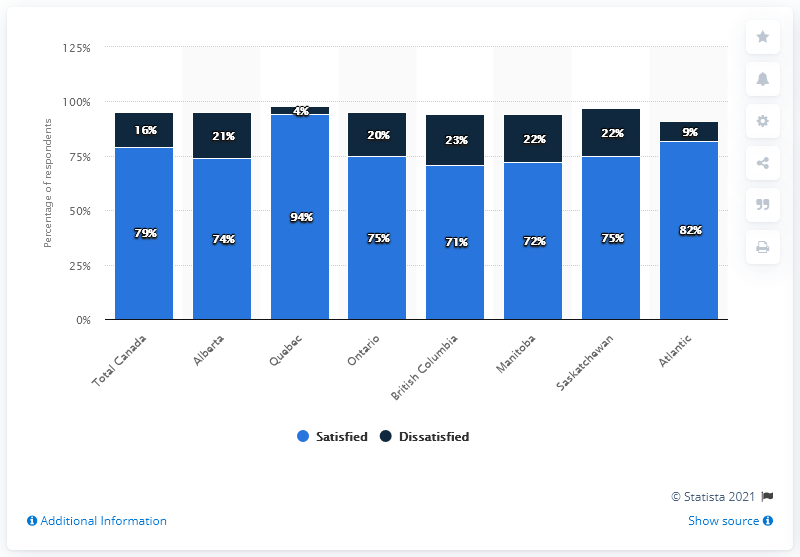 125%
100%
75%
50%
25%
0%
Percentage of respondents
16% 21% 4% 20% 23% 22% 22% 9%
79% 74% 94% 75% 71% 72% 75% 82%
Total Canada
Alberta
Quebec
Ontario
British Columbia
Manitoba
Saskatchewan
Atlantic
Satisfied Dissatisfied
© Statista 2021
Additional Information Show source